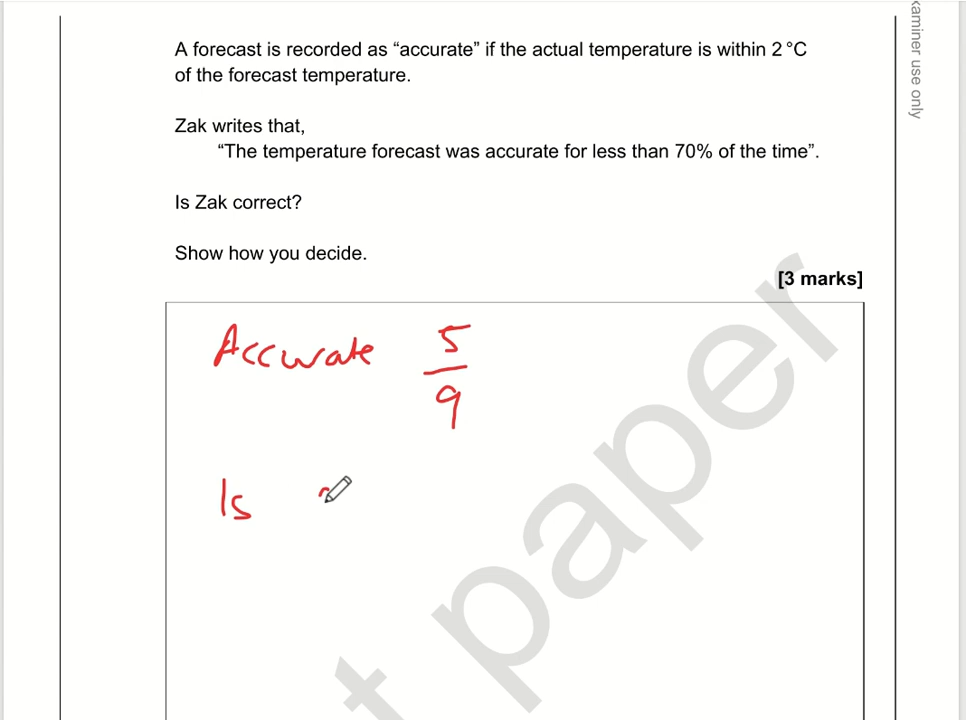 A forecast is recorded as “accurate” if the actual temperature is within 2 °C
of the forecast temperature.
Zak writes that,
“The temperature forecast was accurate for less than 70% of the time”.
Is Zak correct?
Show how you decide.
[3 marks]
Accurate 5
9
Is
t paper
xaminer use only